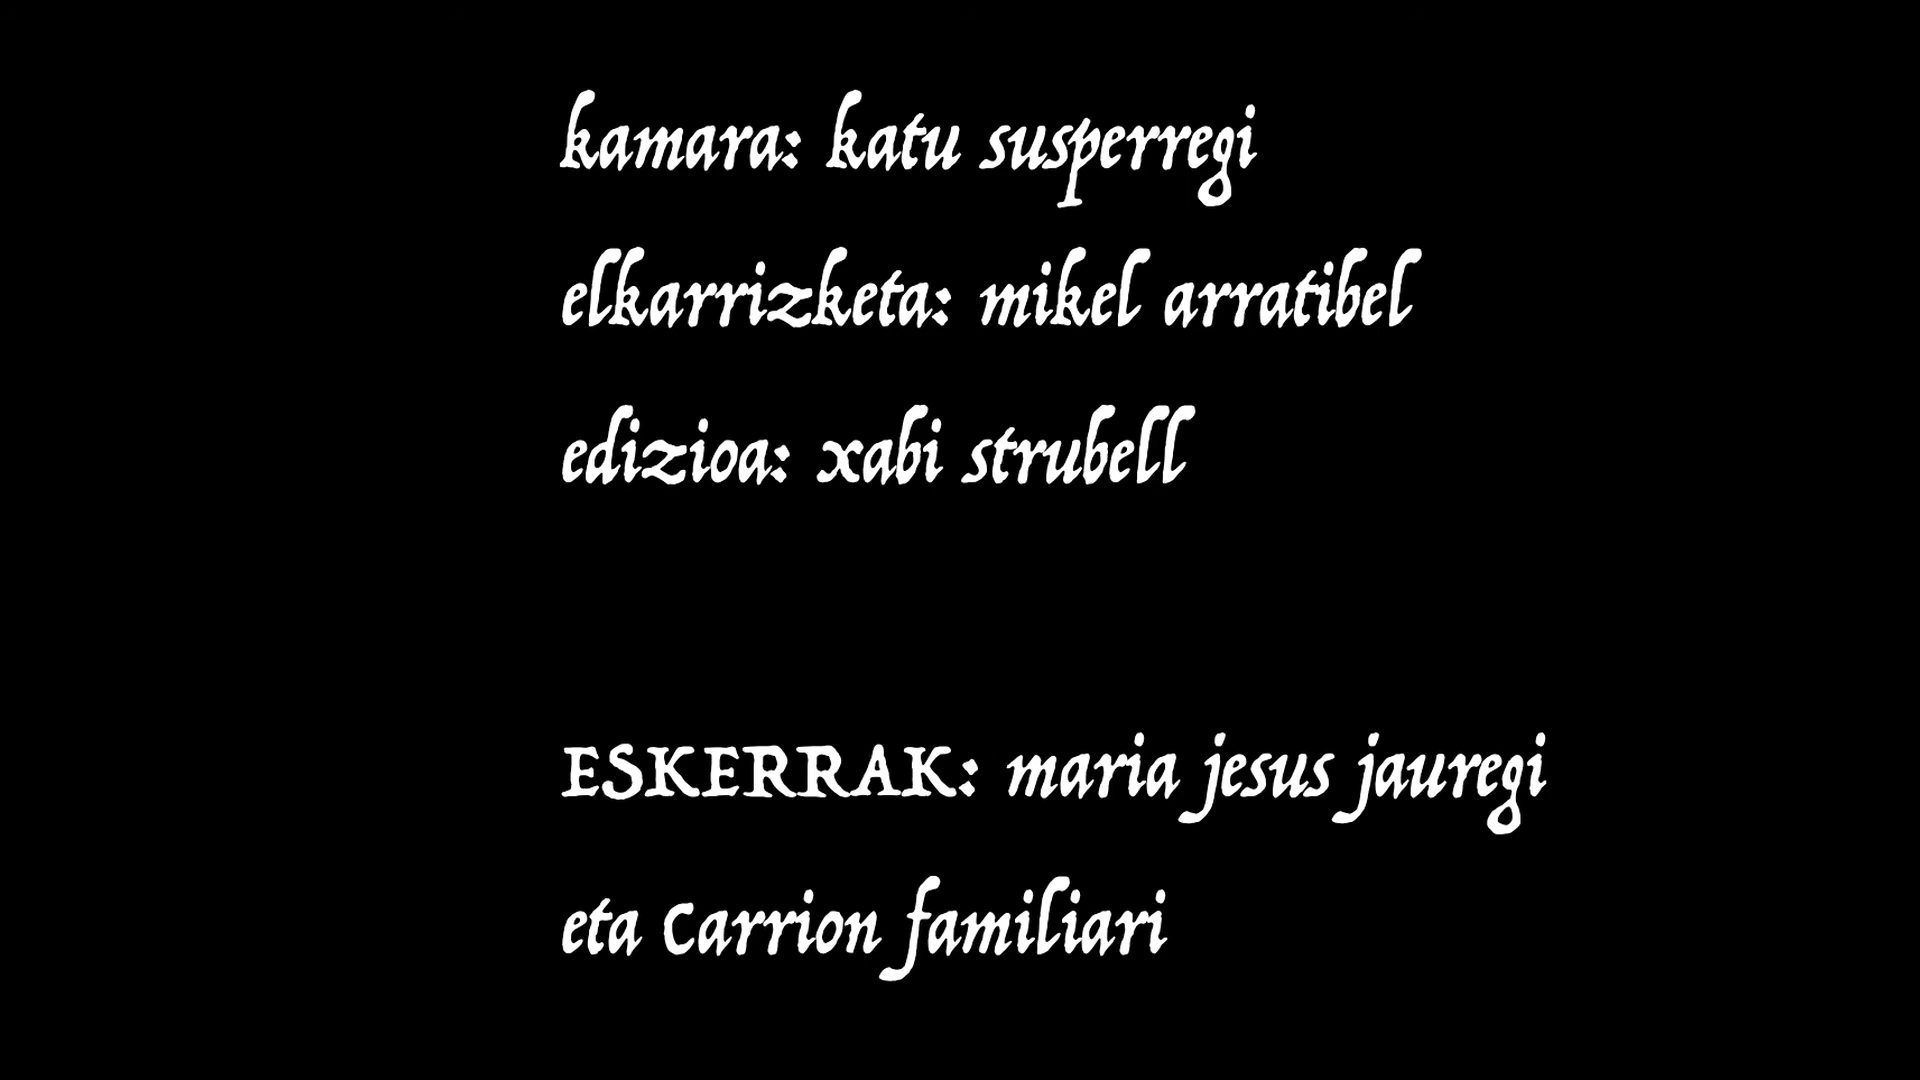 kamara: katu susperregi
elkarrizketa: mikel arratibel
edizioa: xabi strubell
ESKERRAK: maria jesus jauregi
eta Carrion familiari